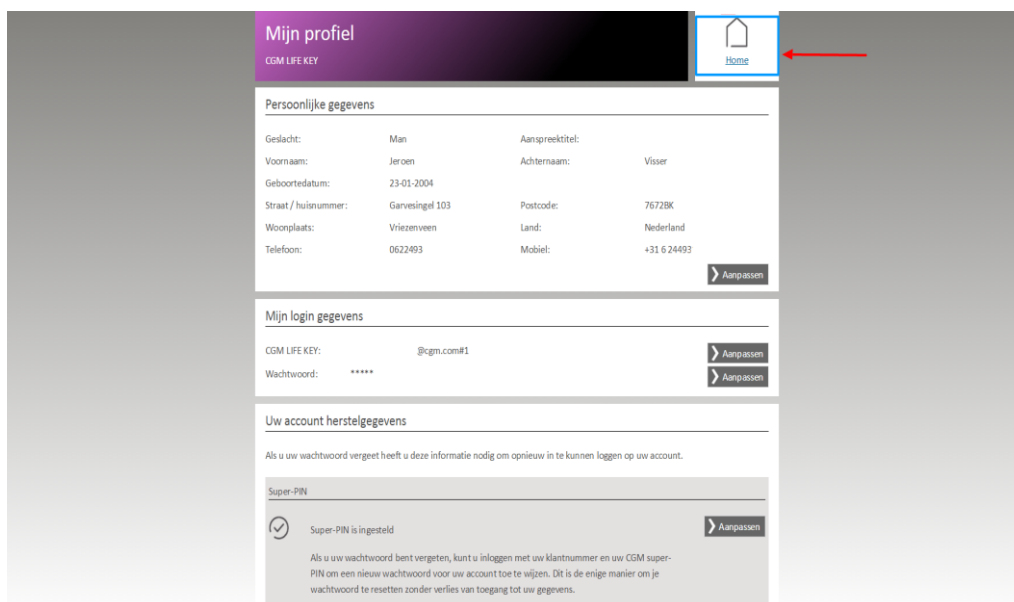 Mijn profiel
CGM LIFE KEY
Home
Persoonlijke gegevens
Geslacht: Man Aanspreektitel:
Voornaam: Jeroen Achternaam: Visser
Geboortedatum: 23-01-2004
Straat / huisnummer: Garvesingel 103 Postcode: 7672BK
Woonplaats: Vriezenveen Land: Nederland
Telefoon: 0622493 Mobiel: +31 6 24493
Aanpassen
Mijn login gegevens
CGM LIFE KEY: @cgm.com#1 Aanpassen
Wachtwoord: ***** Aanpassen
Uw account herstelgegevens
Als u uw wachtwoord vergeet heeft u deze informatie nodig om opnieuw in te kunnen loggen op uw account.
Super-PIN
Super-PIN is ingesteld Aanpassen
Als u uw wachtwoord bent vergeten, kunt u inloggen met uw klantnummer en uw CGM super-
PIN om een nieuw wachtwoord voor uw account toe te wijzen. Dit is de enige manier om je
wachtwoord te resetten zonder verlies van toegang tot uw gegevens.